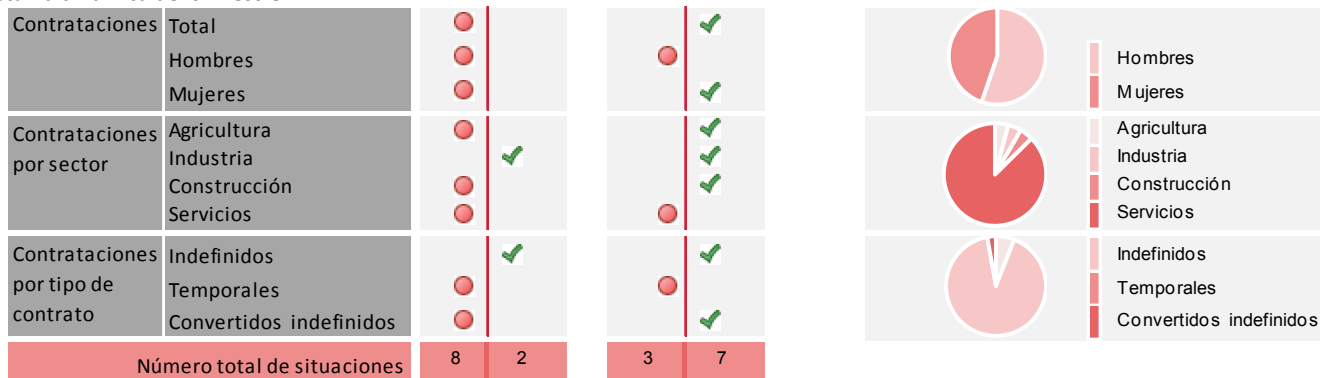 Contrataciones Total
Hombres
Mujeres
Hombres
Mujeres
Contrataciones
por sector
Agricultura
Industria
Construcción
Servicios
Agricultura
Industria
Construcción
Servicios
Contrataciones
por tipo de
contrato
Indefinidos
Temporales
Convertidos indefinidos
Indefinidos
Temporales
Convertidos indefinidos
Número total de situaciones 8 2 3 7